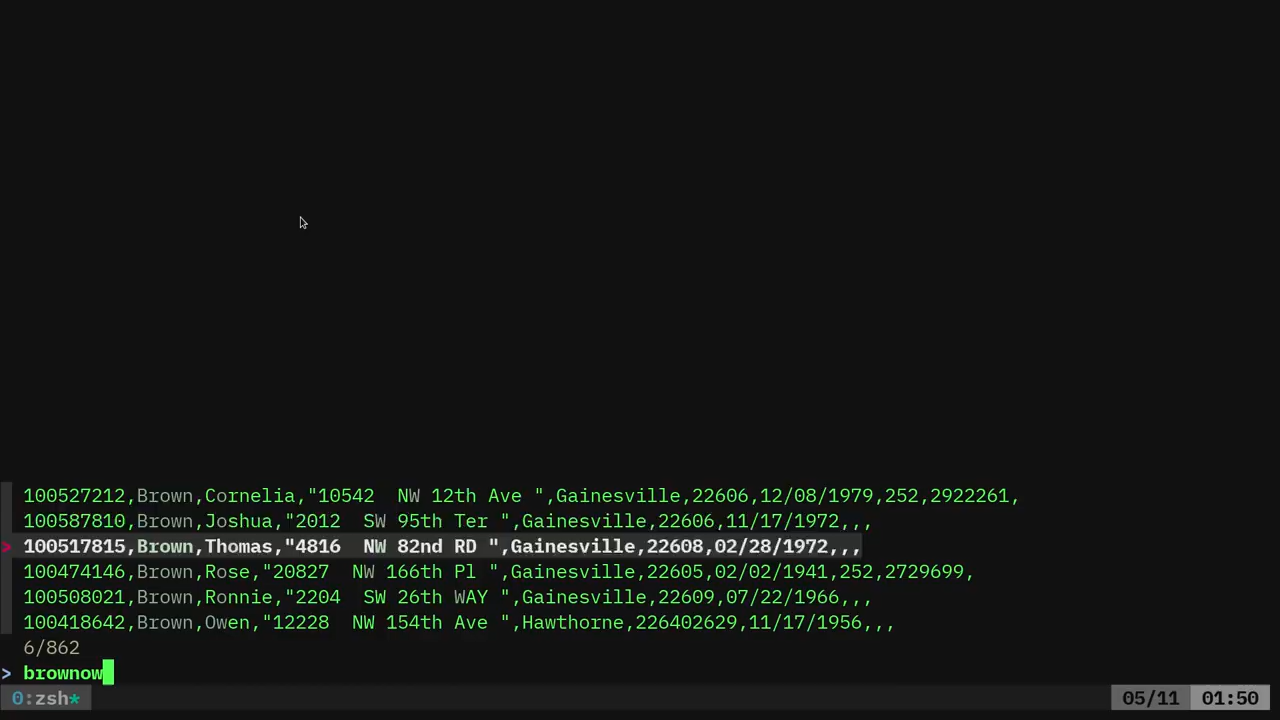 100527212,Brown,Cornelia,"10542  NW 12th Ave ",Gainesville,22606,12/08/1979,252,2922261,
100587810,Brown,Joshua,"2012  SW 95th Ter ",Gainesville,22606,11/17/1972,,,
> 100517815,Brown,Thomas,"4816  NW 82nd RD ",Gainesville,22608,02/28/1972,,,
100474146,Brown,Rose,"20827  NW 166th Pl ",Gainesville,22605,02/02/1941,252,2729699,
100508021,Brown,Ronnie,"2204  SW 26th WAY ",Gainesville,22609,07/22/1966,,,
100418642,Brown,Owen,"12228  NW 154th Ave ",Hawthorne,226402629,11/17/1956,,,
6/862
> brownow
0:zsh* 05/11 01:50